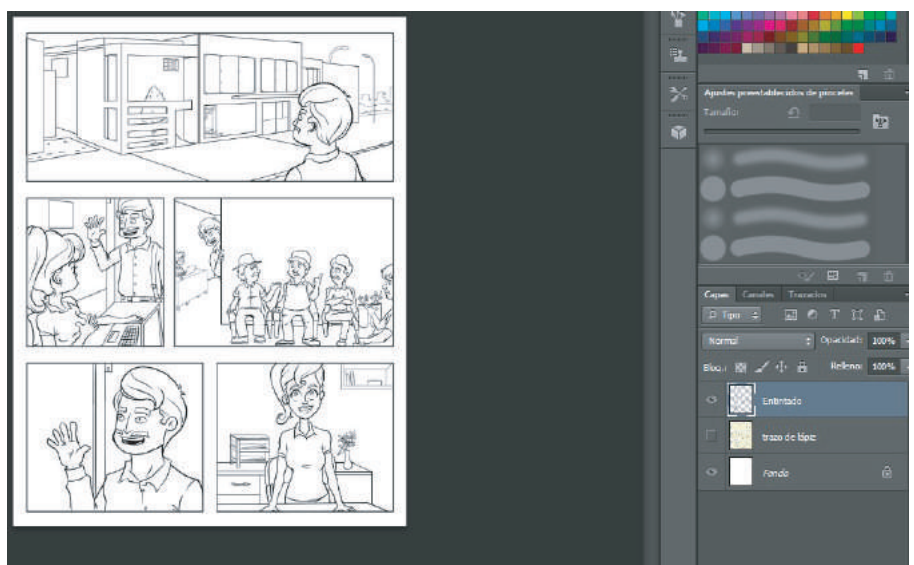 Ajustes preestablecidos de pinceles
Tamaño:
Capas Canales Trazados
Tipo
Normal Opacidad: 100%
Bloq.: Relleno: 100%
Entintado
trazo de lápiz
Fondo